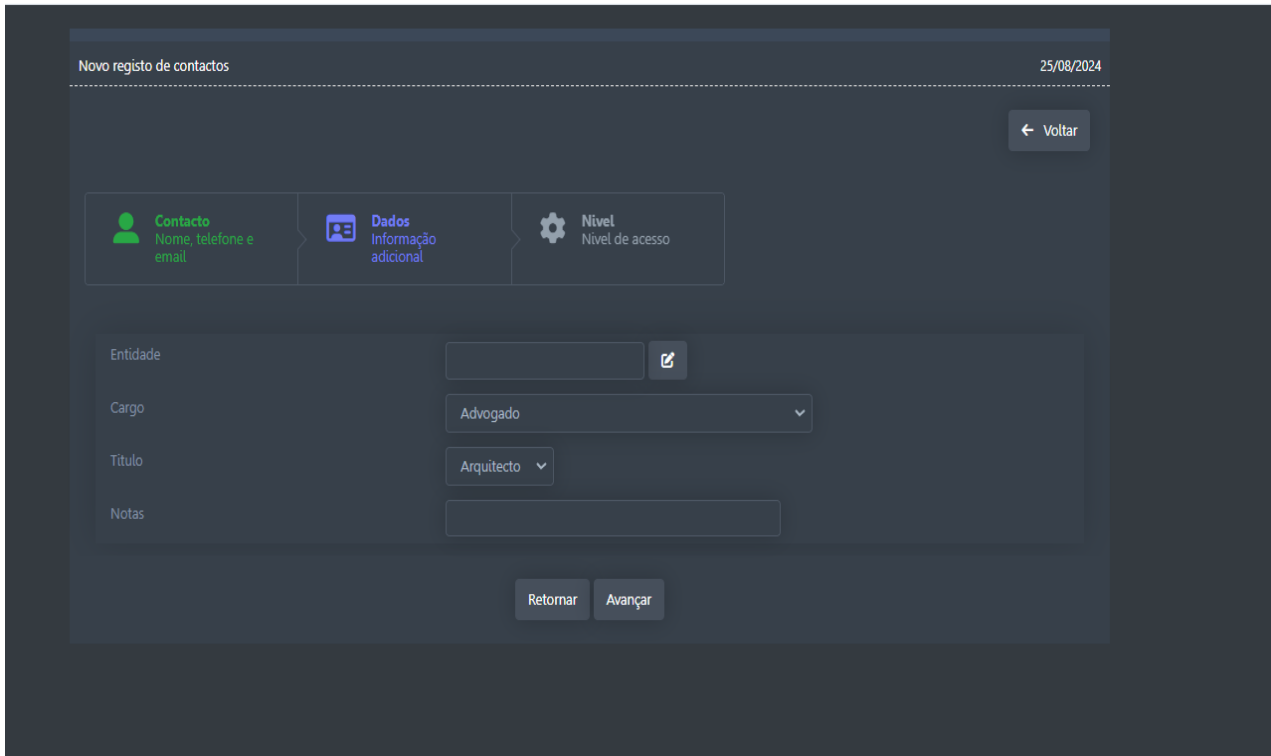 Novo registo de contactos
25/08/2024
Voltar
Contacto
Nome, telefone e
email
Dados
Informação
adicional
Nivel
Nivel de acesso
Entidade
Cargo
Advogado
Título
Arquitecto
Notas
Retornar
Avançar